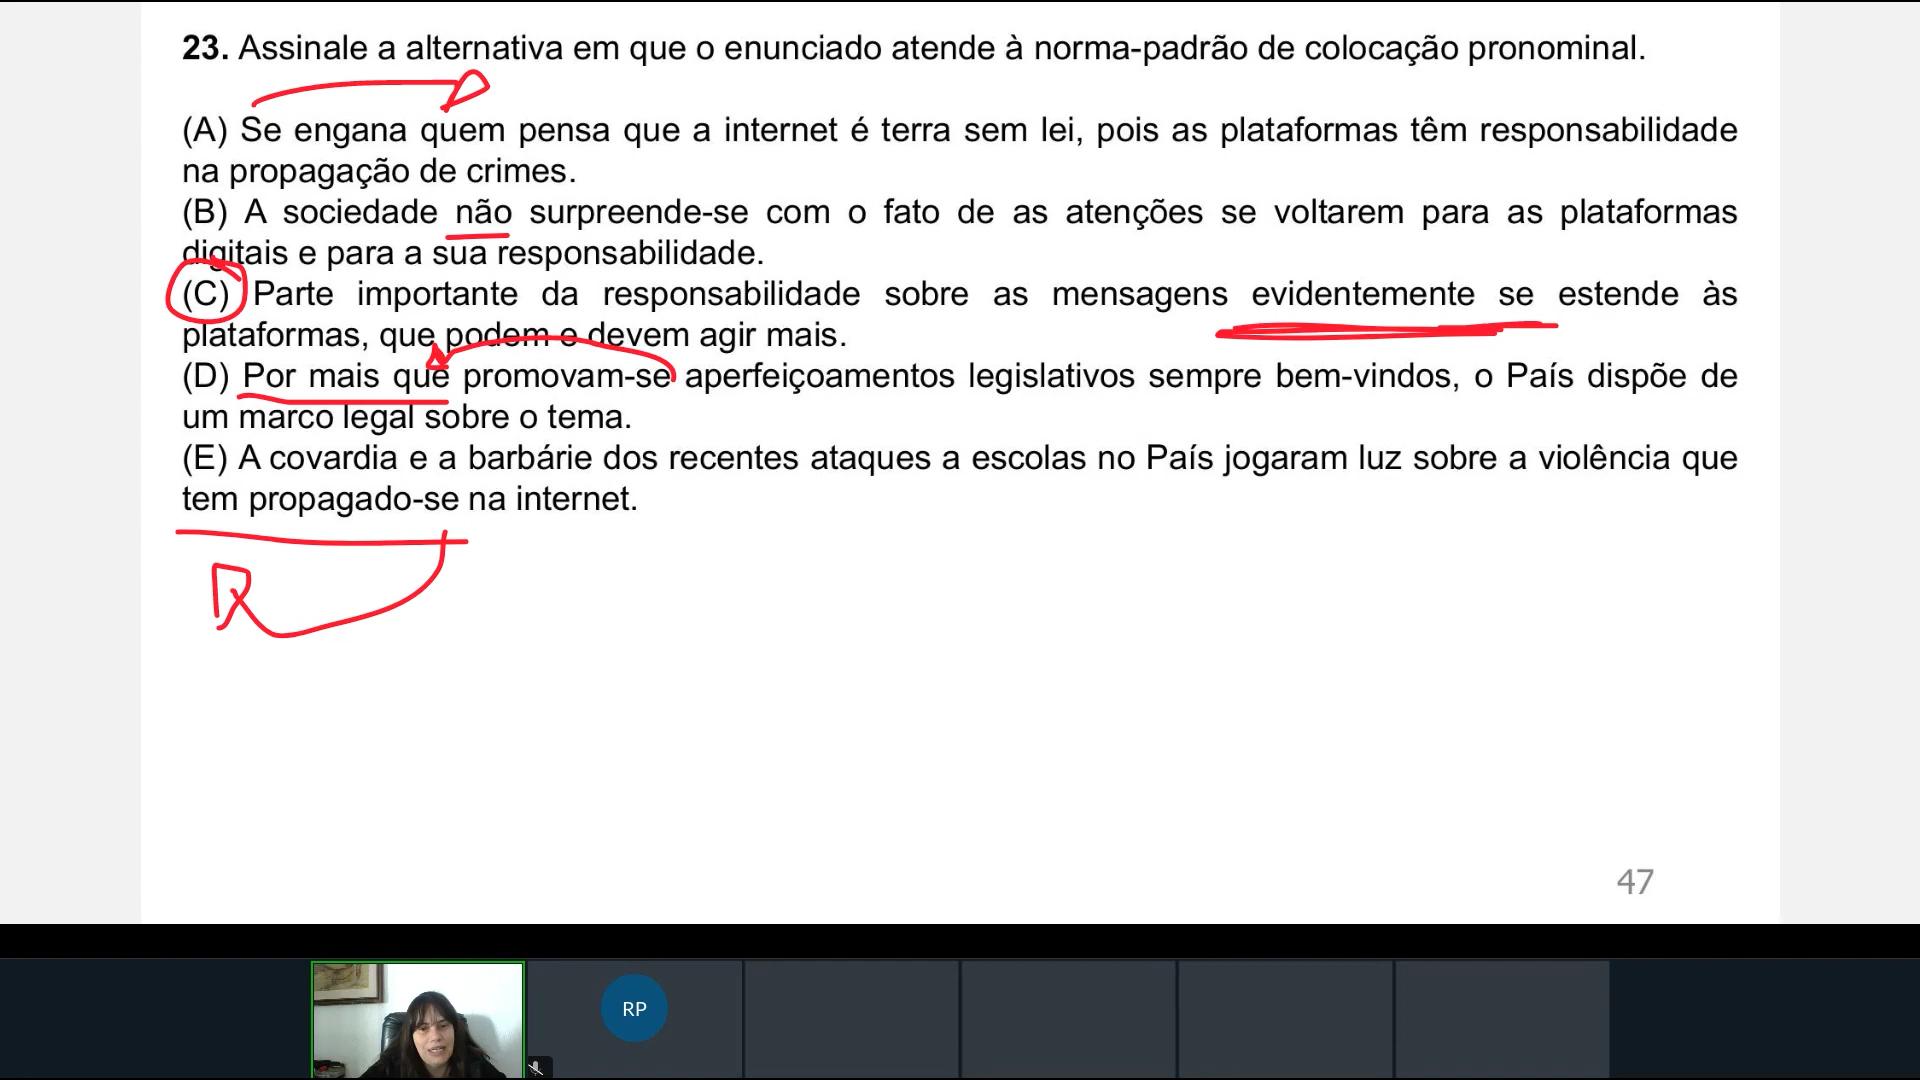 23. Assinale a alternativa em que o enunciado atende à norma-padrão de colocação pronominal.
(A) Se engana quem pensa que a internet é terra sem lei, pois as plataformas têm responsabilidade
na propagação de crimes.
(B) A sociedade não surpreende-se com o fato de as atenções se voltarem para as plataformas
digitais e para a sua responsabilidade.
(C) Parte importante da responsabilidade sobre as mensagens evidentemente se estende às
plataformas, que podem e devem agir mais.
(D) Por mais que promovam-se aperfeiçoamentos legislativos sempre bem-vindos, o País dispõe de
um marco legal sobre o tema.
(E) A covardia e a barbárie dos recentes ataques a escolas no País jogaram luz sobre a violência que
tem propagado-se na internet.
47
RP